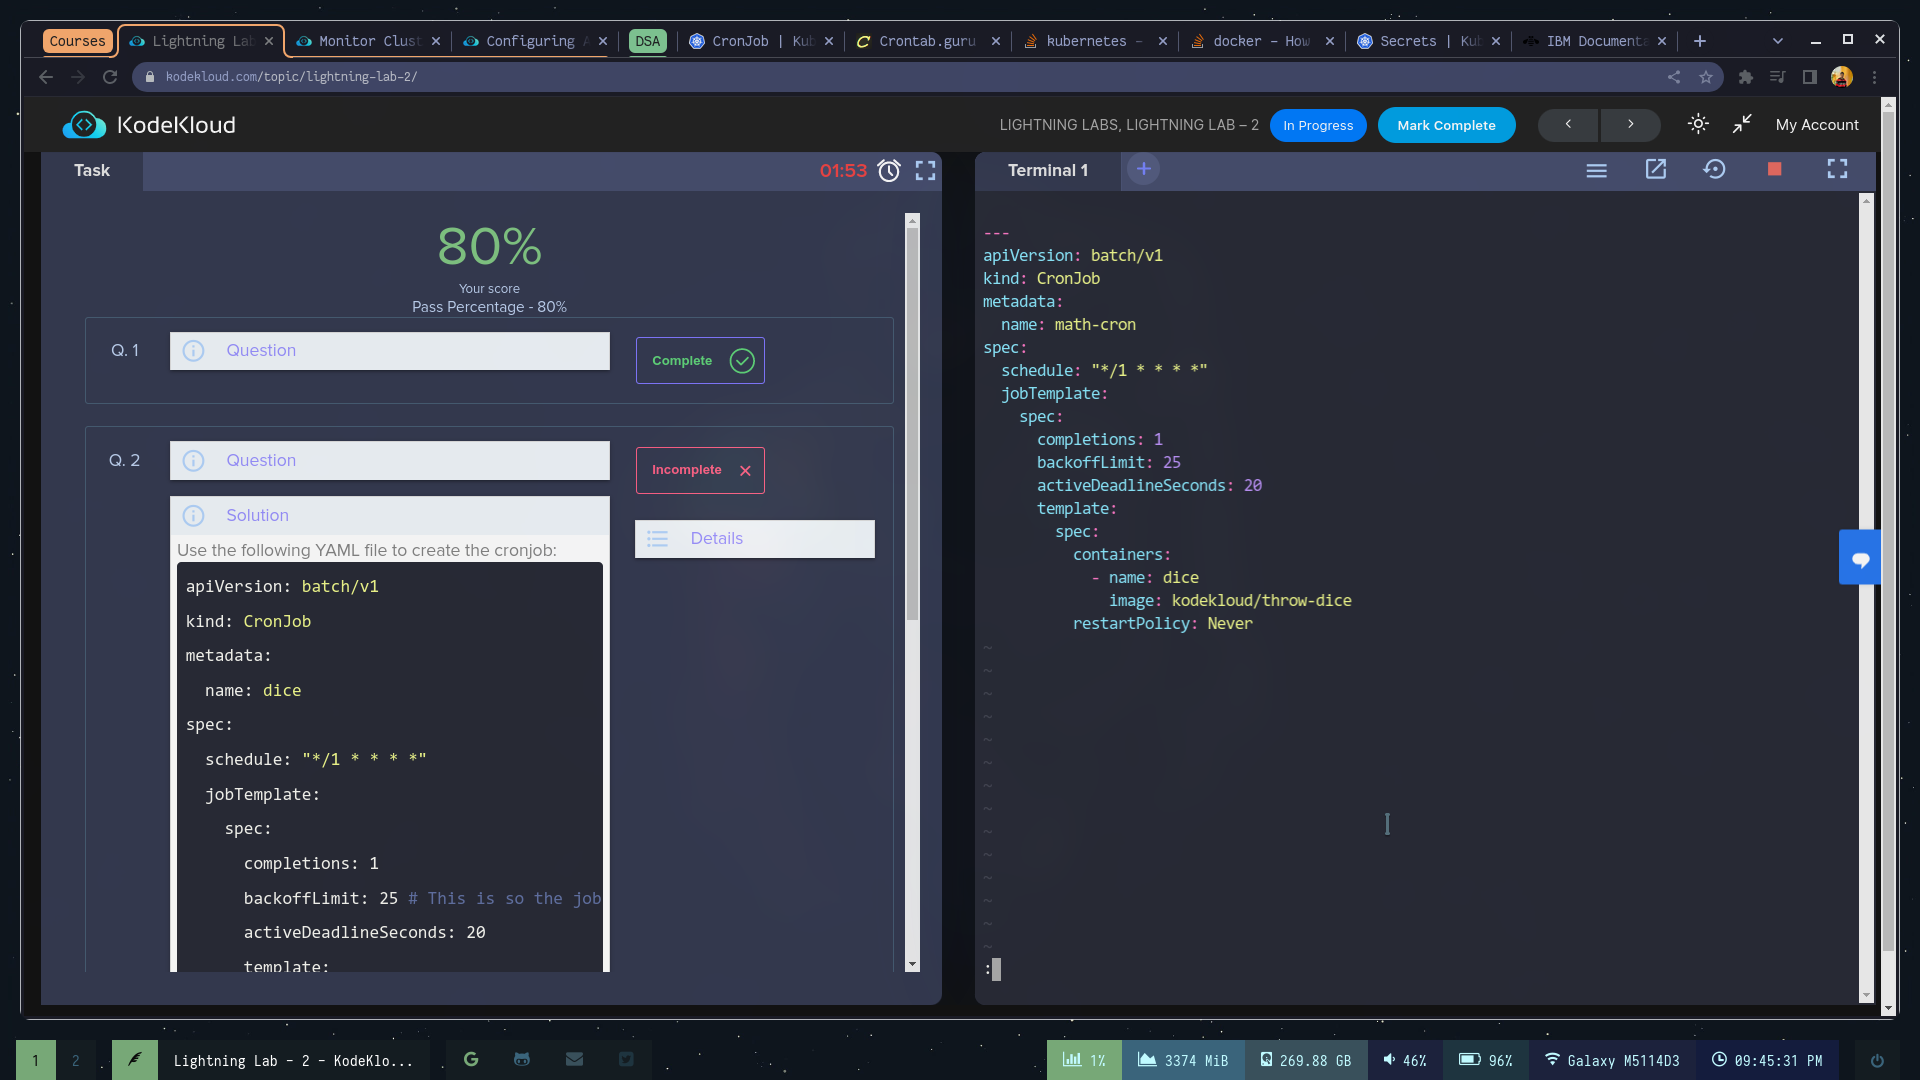 Courses
Lightning Lab
Monitor Clust
Configuring A
DSA
CronJob | Kub
Crontab.guru
kubernetes -
docker - How
Secrets | Kub
IBM Documenta
kodekloud.com/topic/lightning-lab-2/
KodeKloud
LIGHTNING LABS, LIGHTNING LAB – 2
In Progress
Mark Complete
My Account
Task
01:53
Terminal 1
80%
Your score
Pass Percentage - 80%
Q. 1
Question
Complete
Q. 2
Question
Incomplete
Solution
Details
Use the following YAML file to create the cronjob:
apiVersion: batch/v1
kind: CronJob
metadata:
name: dice
spec:
schedule: "*/1 * * * *"
jobTemplate:
spec:
completions: 1
backoffLimit: 25 # This is so the job
activeDeadlineSeconds: 20
template:
---
apiVersion: batch/v1
kind: CronJob
metadata:
name: math-cron
spec:
schedule: "*/1 * * * *"
jobTemplate:
spec:
completions: 1
backoffLimit: 25
activeDeadlineSeconds: 20
template:
spec:
containers:
- name: dice
image: kodekloud/throw-dice
restartPolicy: Never
~
~
~
~
~
~
~
~
~
~
~
~
~
~
:
1
2
Lightning Lab - 2 - KodeKlo...
1%
3374 MiB
269.88 GB
46%
96%
Galaxy M5114D3
09:45:31 PM